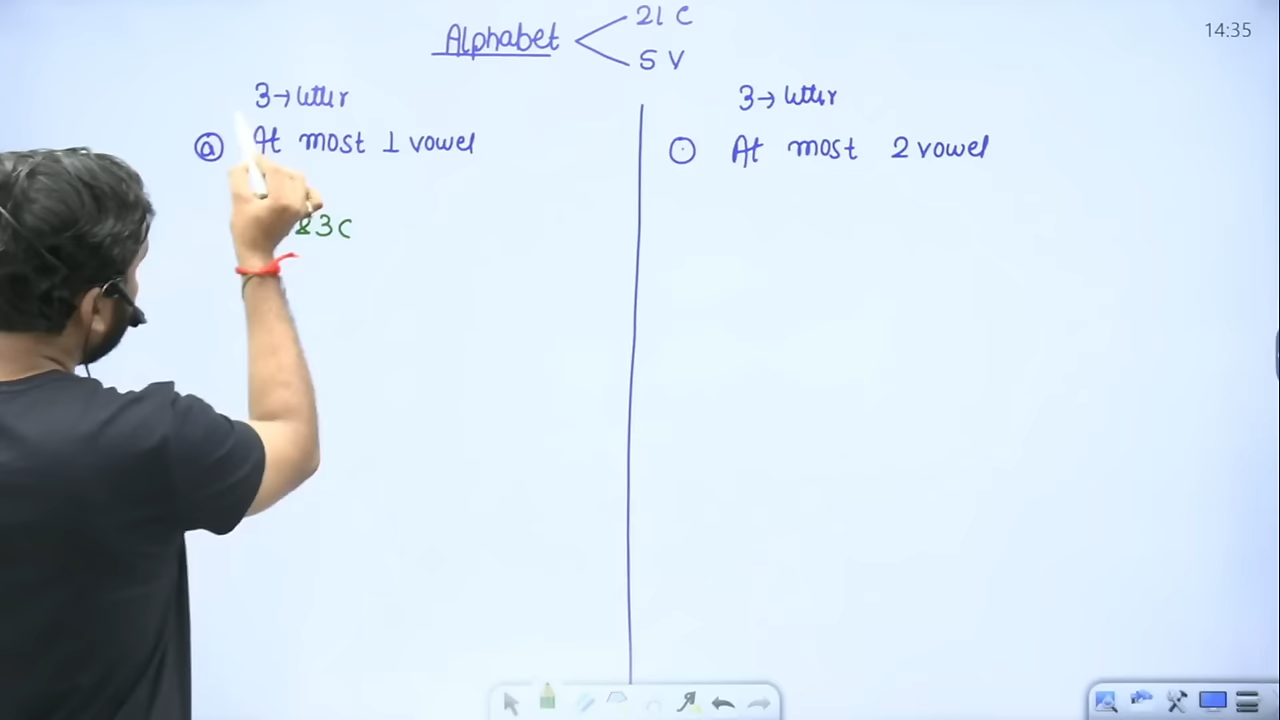 Alphabet
21 C
5 V
14:35
3→ letter
ⓐ At most 1 vowel
& 3 C
3→ letter
At most 2 vowel